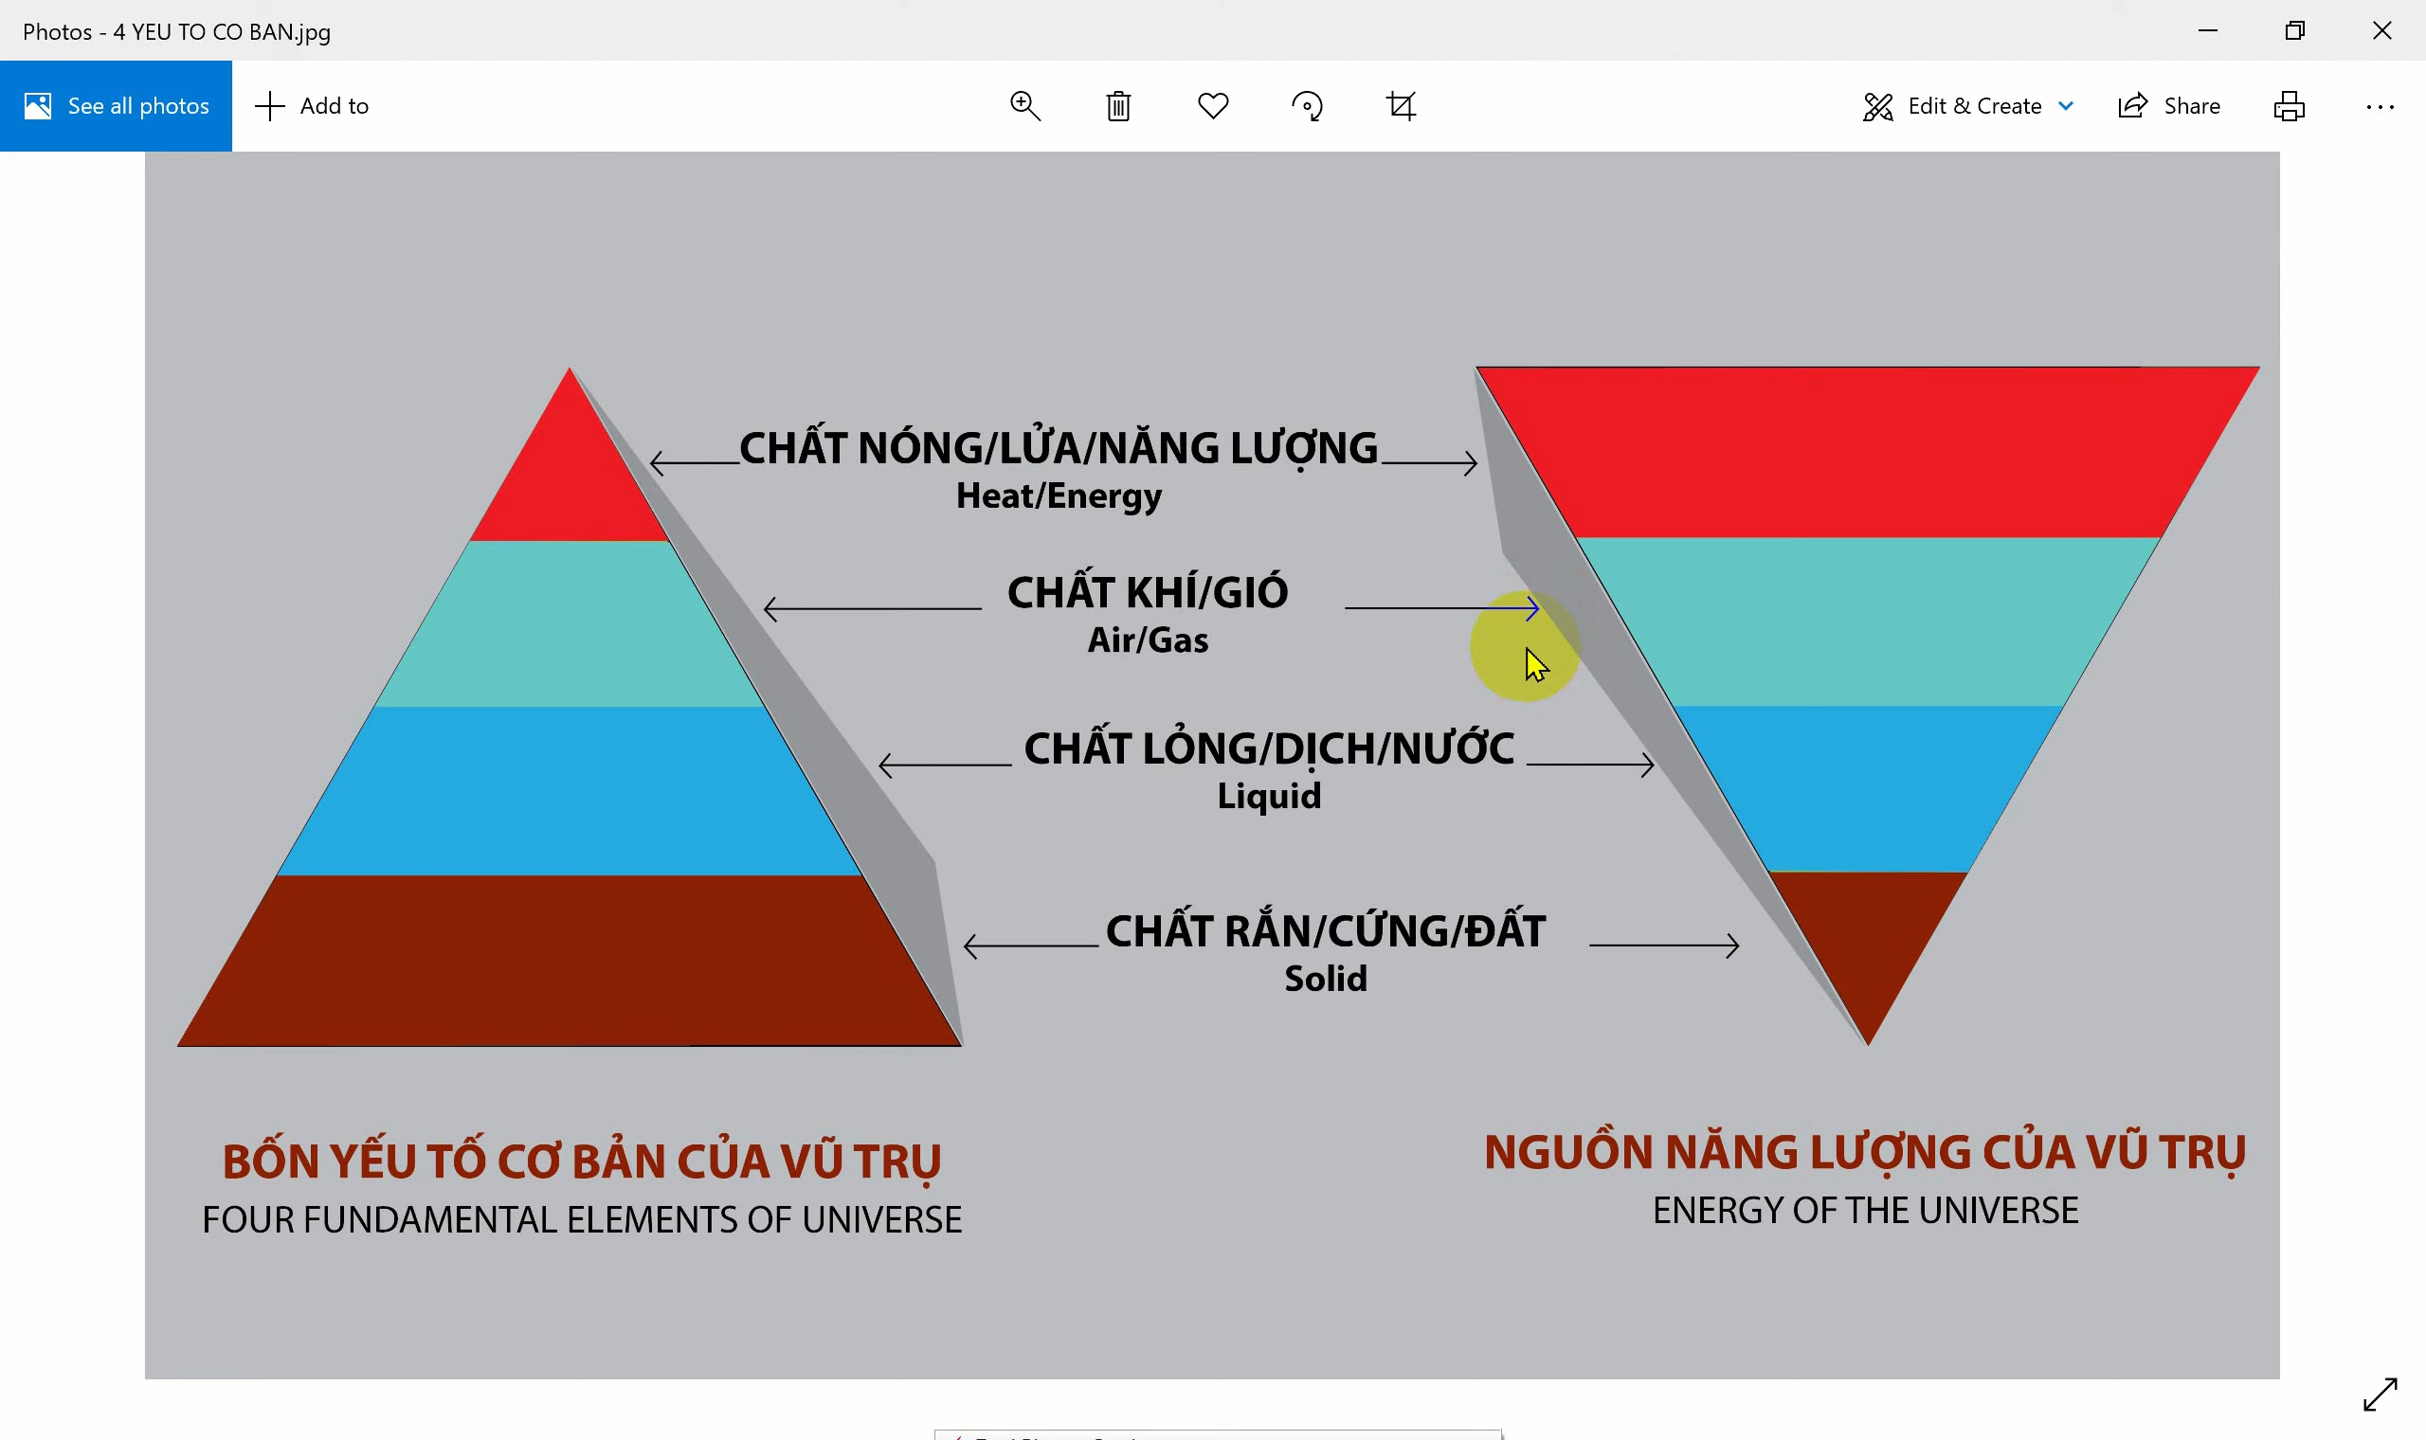 Photos - 4 YEU TO CO BAN.jpg
See all photos
Add to
Edit & Create
Share
CHẤT NÓNG/LỬA/NĂNG LƯỢNG
Heat/Energy
CHẤT KHÍ/GIÓ
Air/Gas
CHẤT LỎNG/DỊCH/NƯỚC
Liquid
CHẤT RẮN/CỨNG/ĐẤT
Solid
BỐN YẾU TỐ CƠ BẢN CỦA VŨ TRỤ
FOUR FUNDAMENTAL ELEMENTS OF UNIVERSE
NGUỒN NĂNG LƯỢNG CỦA VŨ TRỤ
ENERGY OF THE UNIVERSE